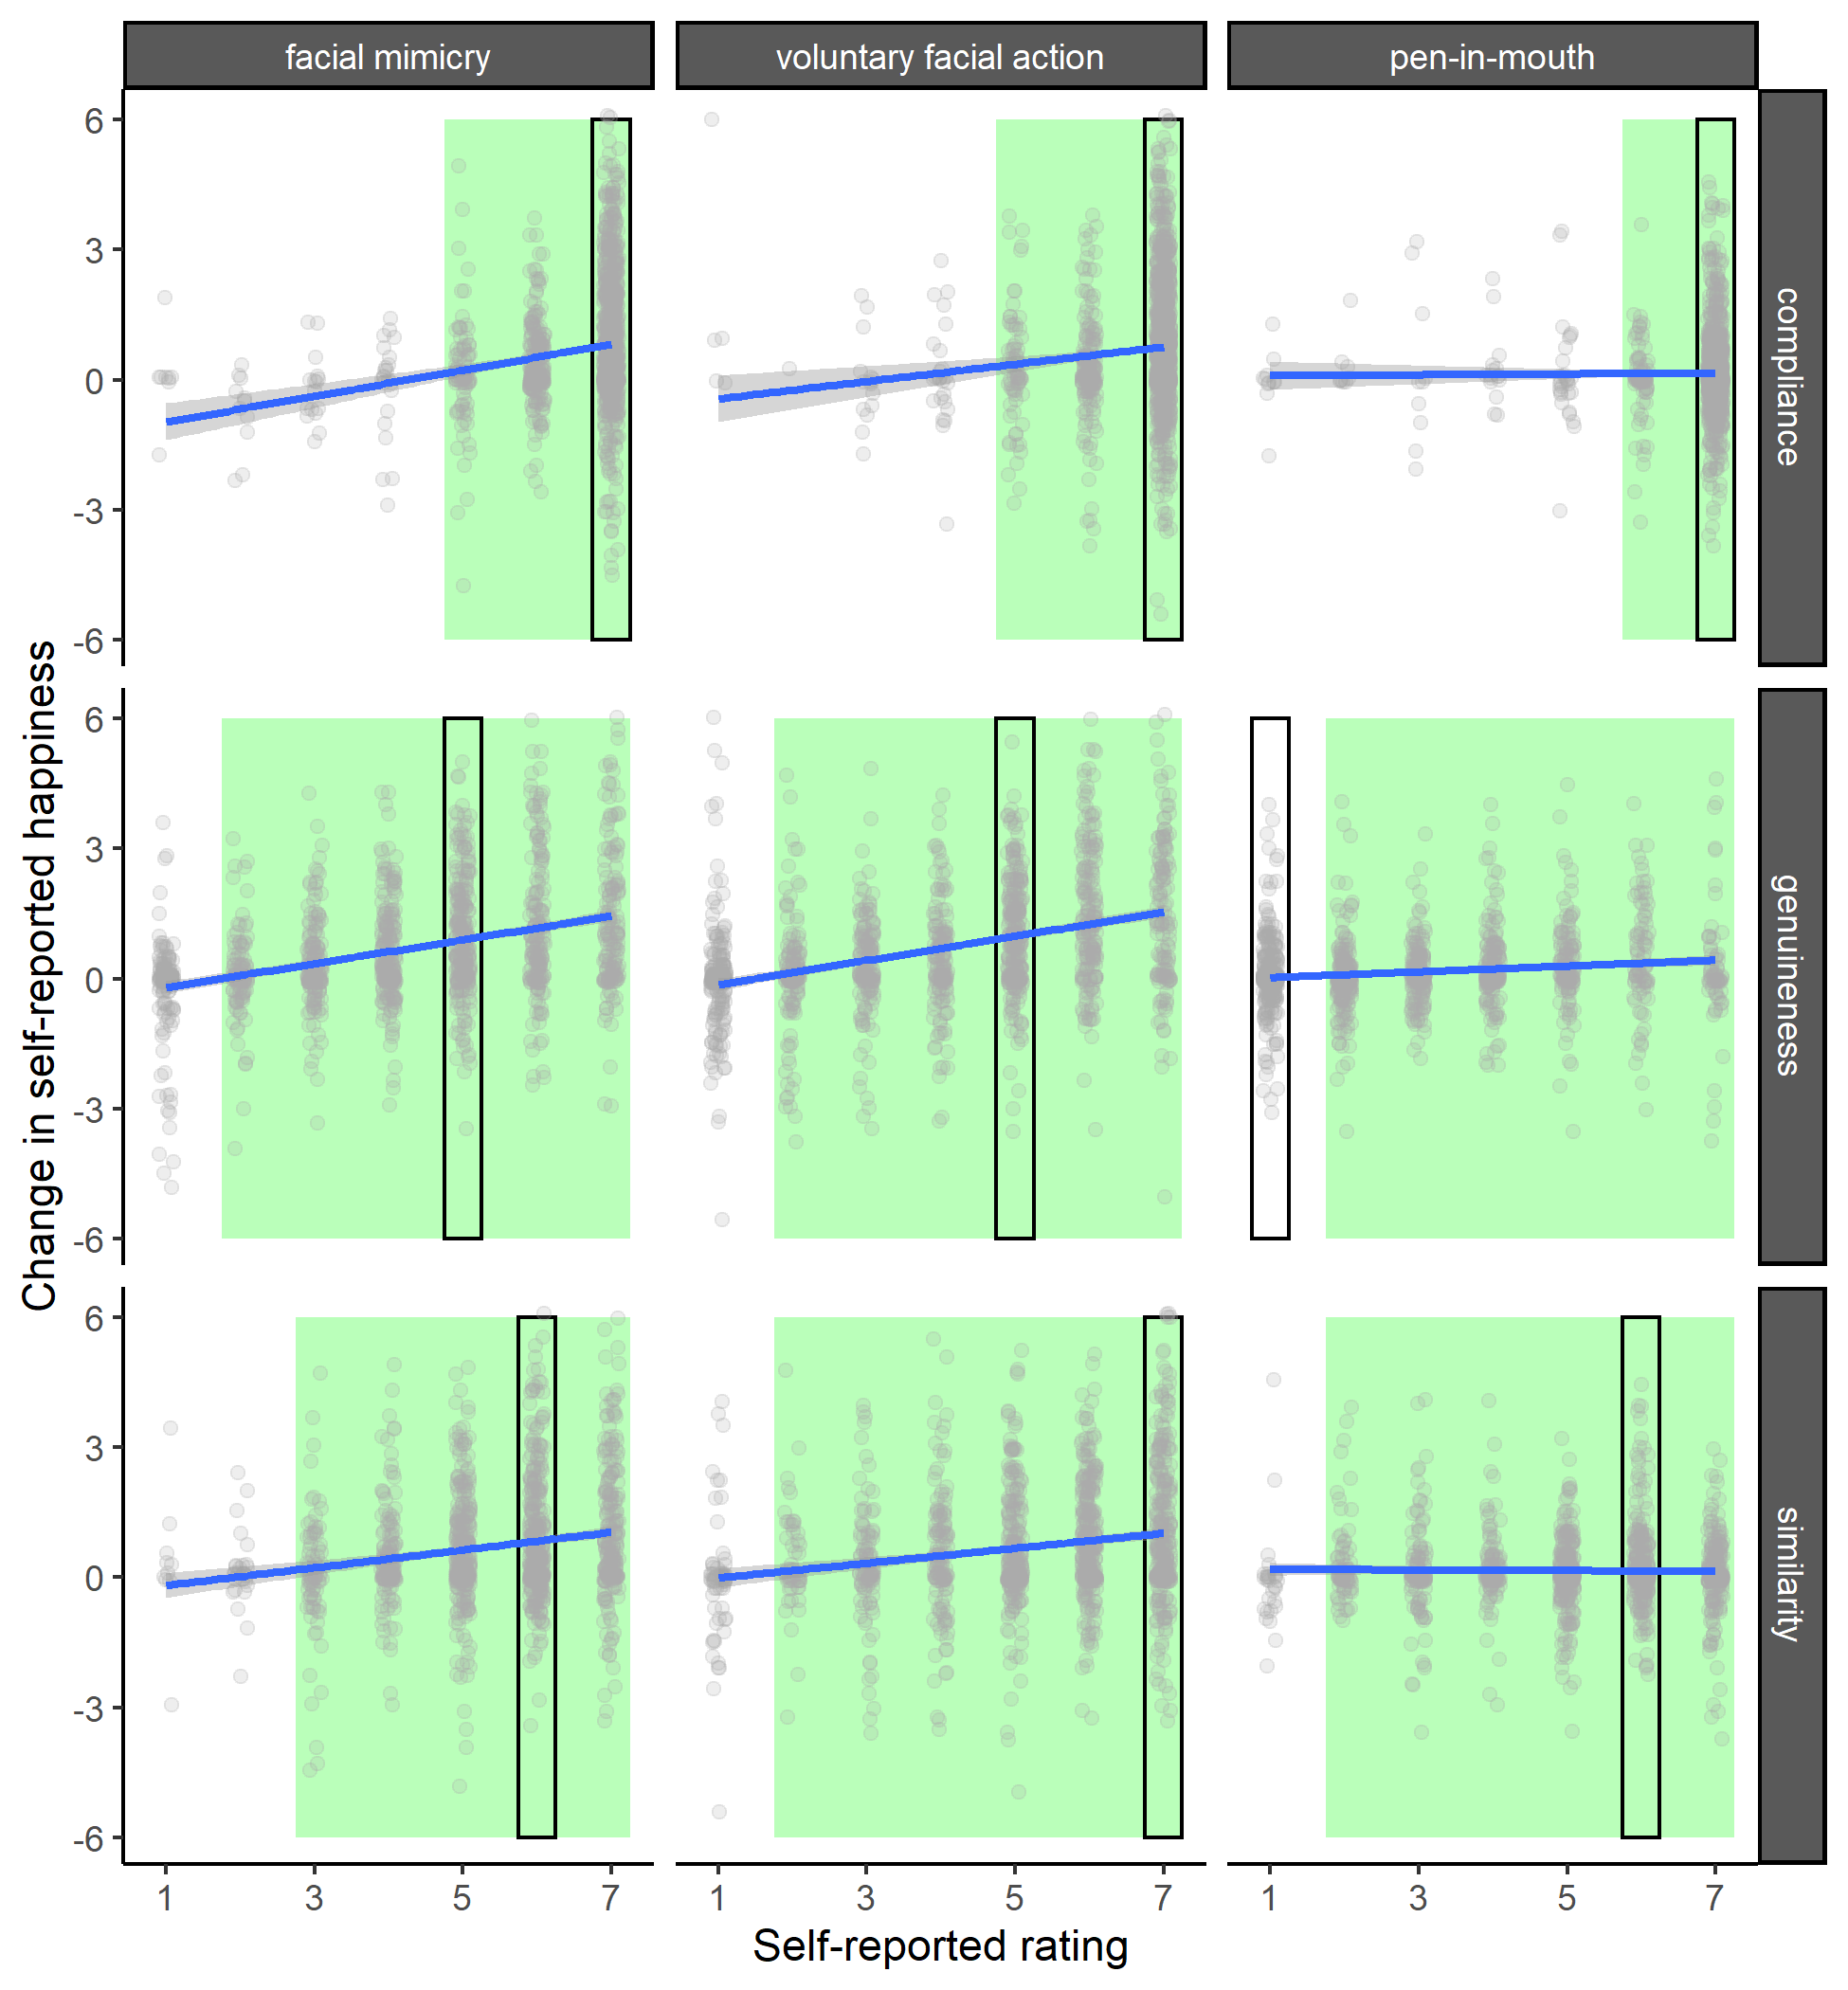 facial mimicry
voluntary facial action
pen-in-mouth
6
3
0
-3
-6
compliance
Change in self-reported happiness
6
3
0
-3
-6
genuineness
6
3
0
-3
-6
similarity
1 3 5 7
1 3 5 7
1 3 5 7
Self-reported rating